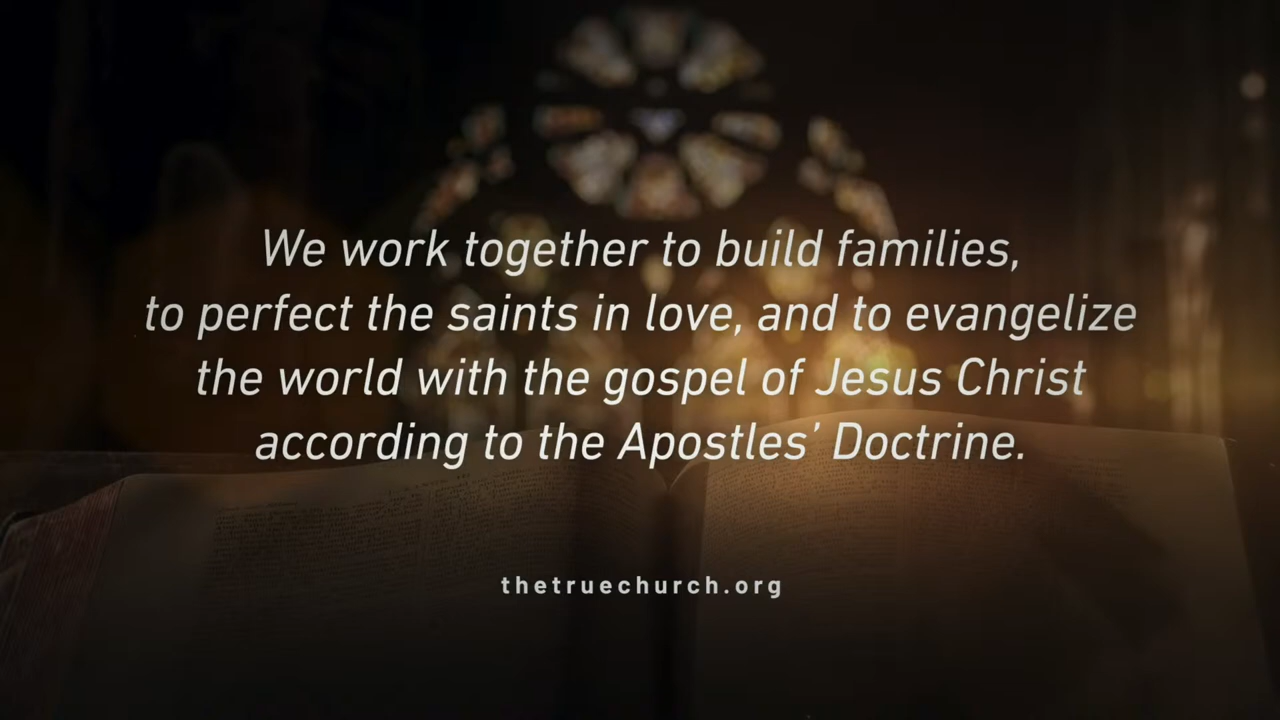 We work together to build families,
to perfect the saints in love, and to evangelize
the world with the gospel of Jesus Christ
according to the Apostles’ Doctrine.
thetruechurch.org